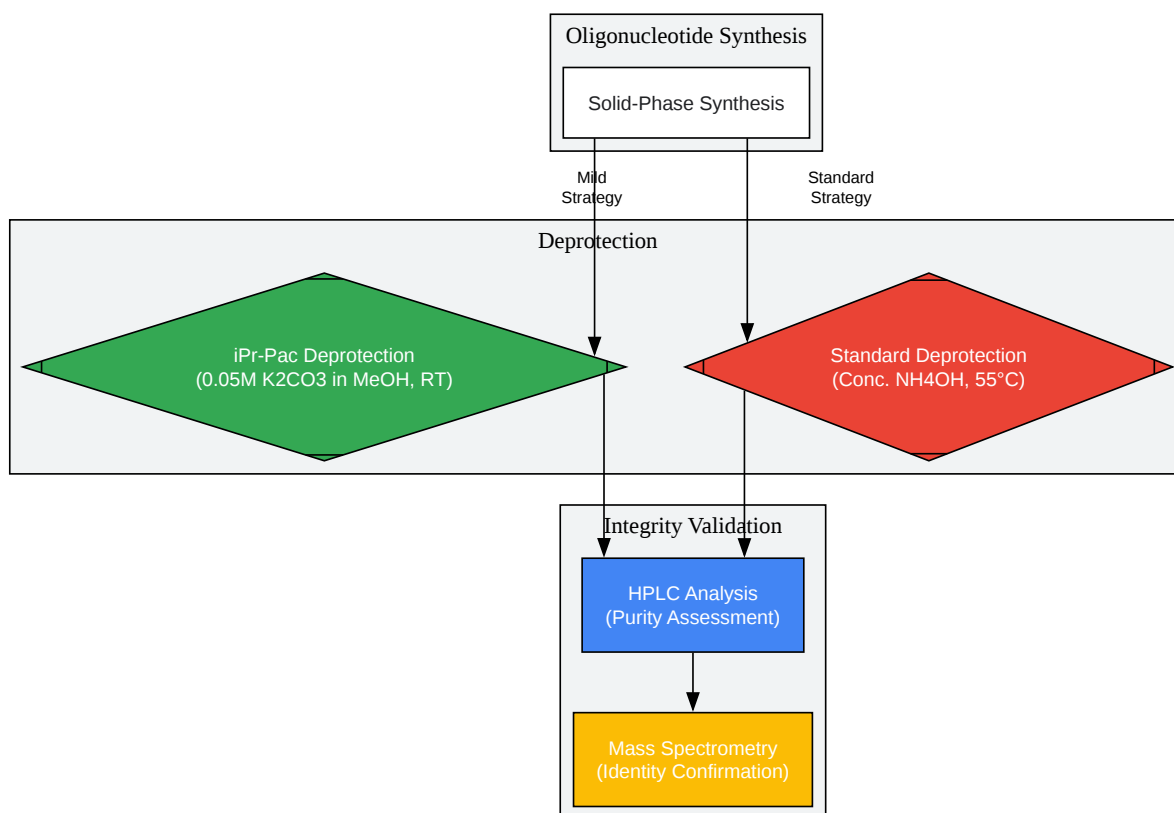 Oligonucleotide Synthesis
Solid-Phase Synthesis
Mild
Strategy
Standard
Strategy
Deprotection
iPr-Pac Deprotection
(0.05M K2CO3 in MeOH, RT)
Standard Deprotection
(Conc. NH4OH, 55°C)
Integrity Validation
HPLC Analysis
(Purity Assessment)
Mass Spectrometry
(Identity Confirmation)